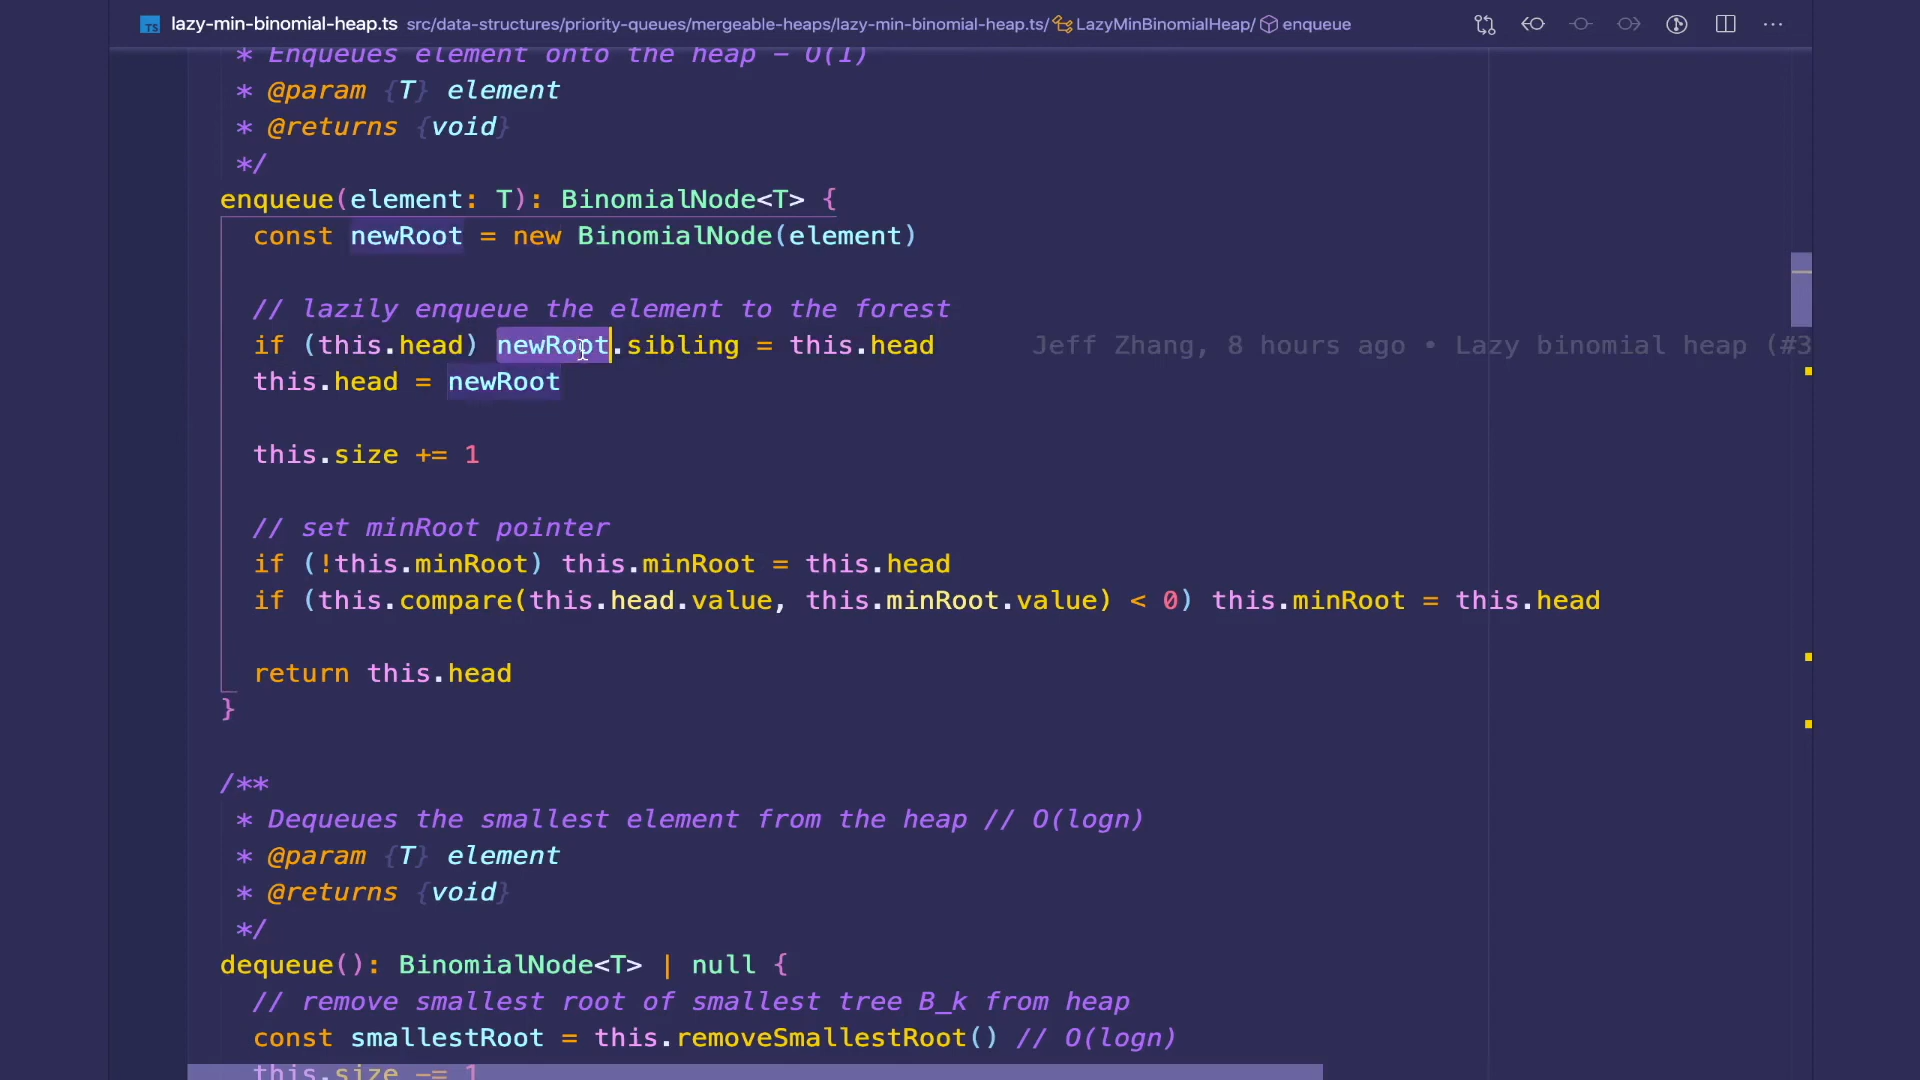 lazy-min-binomial-heap.ts src/data-structures/priority-queues/mergeable-heaps/lazy-min-binomial-heap.ts/ LazyMinBinomialHeap/ enqueue
* Enqueues element onto the heap - O(1)
* @param {T} element
* @returns {void}
*/
enqueue(element: T): BinomialNode<T> {
const newRoot = new BinomialNode(element)
// lazily enqueue the element to the forest
if (this.head) newRoot.sibling = this.head Jeff Zhang, 8 hours ago • Lazy binomial heap (#3
this.head = newRoot
this.size += 1
// set minRoot pointer
if (!this.minRoot) this.minRoot = this.head
if (this.compare(this.head.value, this.minRoot.value) < 0) this.minRoot = this.head
return this.head
}
/**
* Dequeues the smallest element from the heap // O(logn)
* @param {T} element
* @returns {void}
*/
dequeue(): BinomialNode<T> | null {
// remove smallest root of smallest tree B_k from heap
const smallestRoot = this.removeSmallestRoot() // O(logn)
this.size -= 1